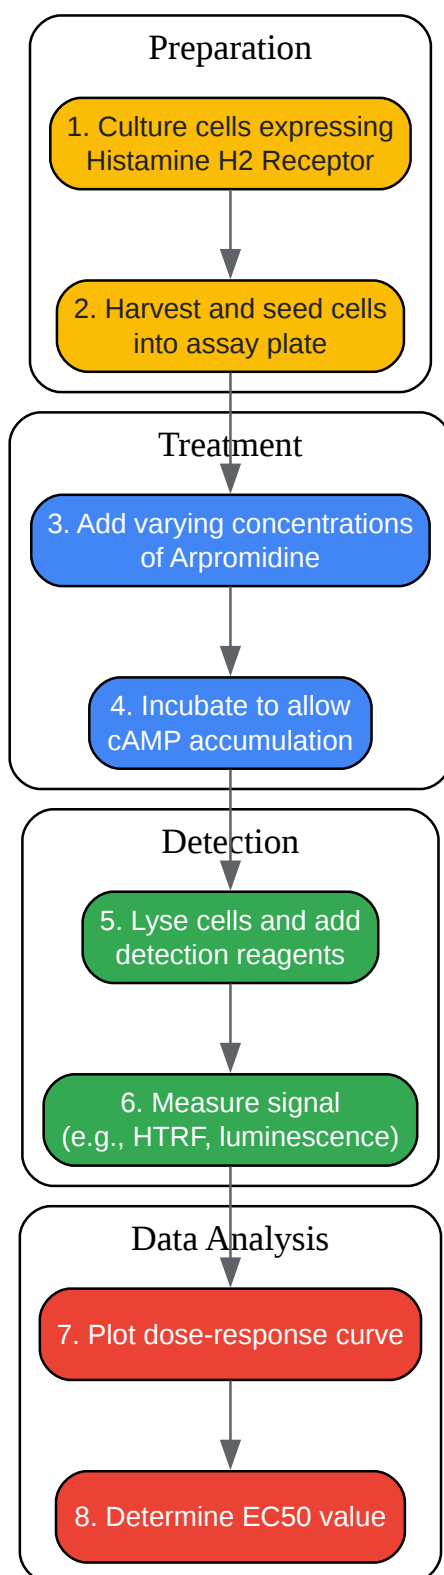 Preparation
1. Culture cells expressing
Histamine H2 Receptor
2. Harvest and seed cells
into assay plate
Treatment
3. Add varying concentrations
of Arpromidine
4. Incubate to allow
cAMP accumulation
Detection
5. Lyse cells and add
detection reagents
6. Measure signal
(e.g., HTRF, luminescence)
Data Analysis
7. Plot dose-response curve
8. Determine EC50 value